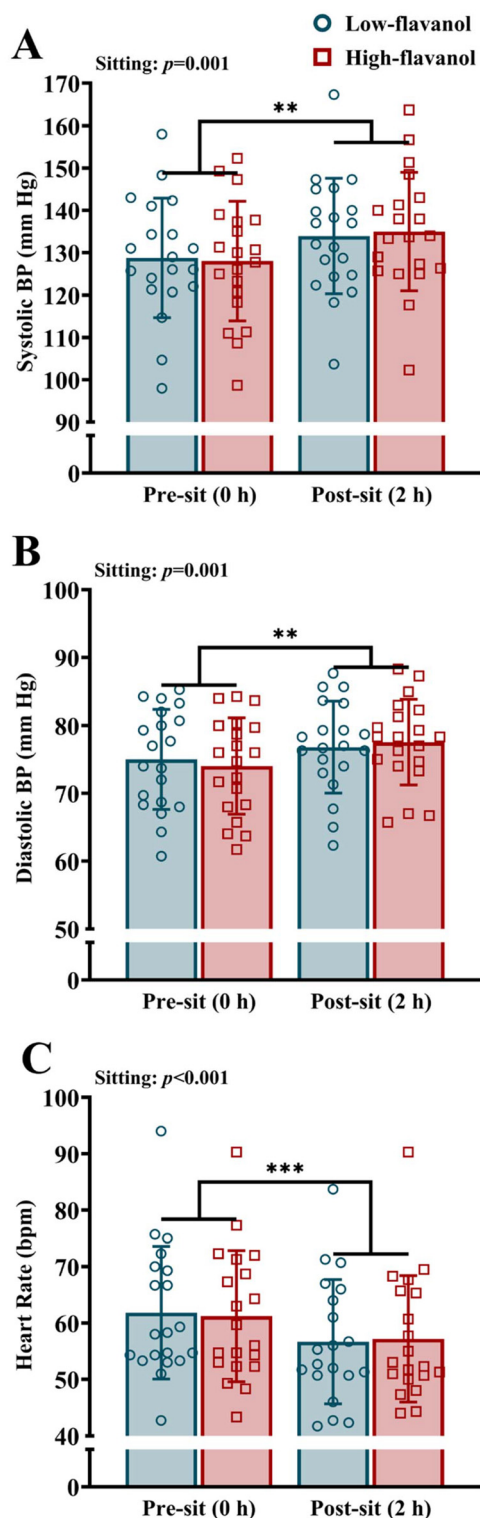 Low-flavanol
High-flavanol
A
Sitting: p=0.001
**
170
160
150
140
130
120
110
100
90
0
Systolic BP (mm Hg)
Pre-sit (0 h) Post-sit (2 h)
B
Sitting: p=0.001
**
100
90
80
70
60
50
0
Diastolic BP (mm Hg)
Pre-sit (0 h) Post-sit (2 h)
C
Sitting: p<0.001
***
100
90
80
70
60
50
40
0
Heart Rate (bpm)
Pre-sit (0 h) Post-sit (2 h)